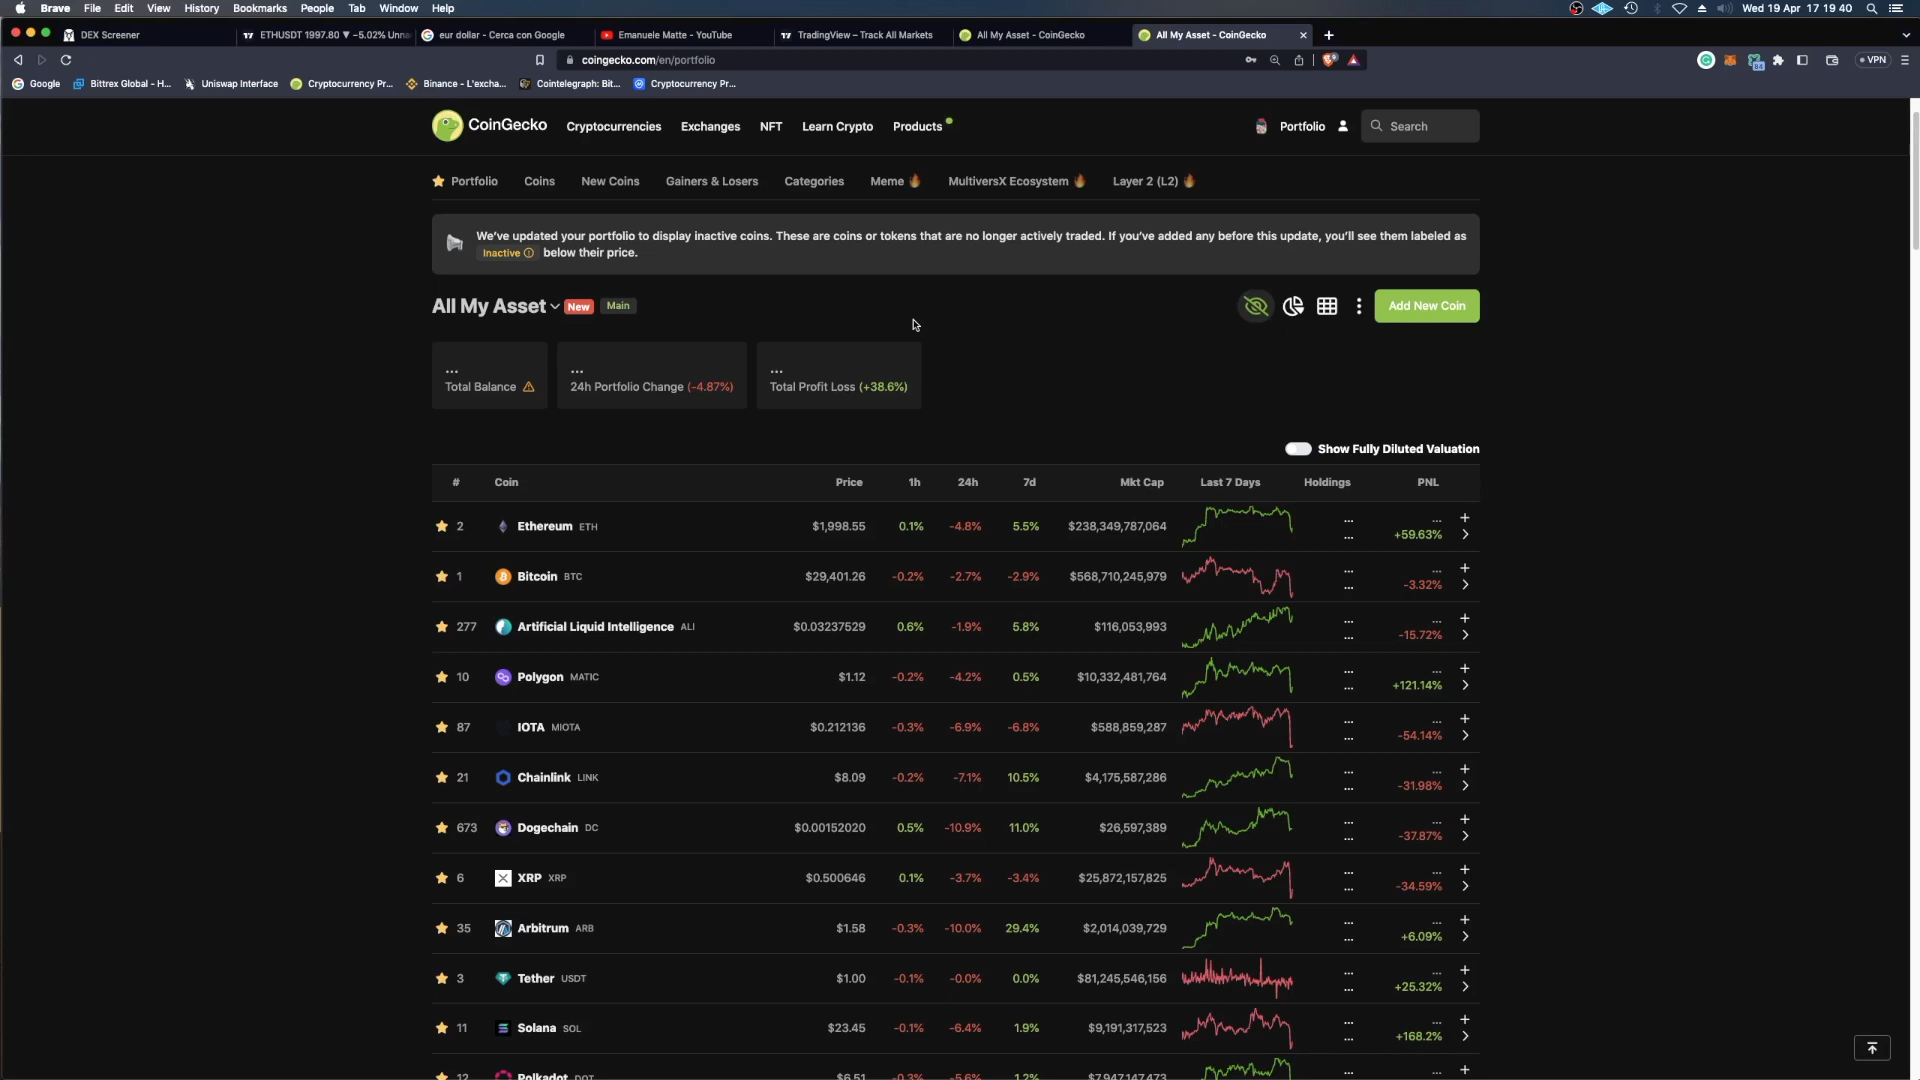 Brave File Edit View History Bookmarks People Tab Window Help Wed 19 Apr 17 19 40
DEX Screener ETHUSDT 1997.80 ▼ −5.02% Unna eur dollar - Cerca con Google Emanuele Matte - YouTube TradingView – Track All Markets All My Asset - CoinGecko All My Asset - CoinGecko
coingecko.com/en/portfolio VPN
Google Bittrex Global - H... Uniswap Interface Cryptocurrency Pr... Binance - L'excha... Cointelegraph: Bit... Cryptocurrency Pr...
CoinGecko Cryptocurrencies Exchanges NFT Learn Crypto Products Portfolio Search
Portfolio Coins New Coins Gainers & Losers Categories Meme MultiversX Ecosystem Layer 2 (L2)
We've updated your portfolio to display inactive coins. These are coins or tokens that are no longer actively traded. If you've added any before this update, you'll see them labeled as
Inactive below their price.
All My Asset New Main Add New Coin
... ... ...
Total Balance 24h Portfolio Change (-4.87%) Total Profit Loss (+38.6%)
Show Fully Diluted Valuation
# Coin Price 1h 24h 7d Mkt Cap Last 7 Days Holdings PNL
2 Ethereum ETH $1,998.55 0.1% -4.8% 5.5% $238,349,787,064 ... ... ... +59.63%
1 Bitcoin BTC $29,401.26 -0.2% -2.7% -2.9% $568,710,245,979 ... ... ... -3.32%
277 Artificial Liquid Intelligence ALI $0.03237529 0.6% -1.9% 5.8% $116,053,993 ... ... ... -15.72%
10 Polygon MATIC $1.12 -0.2% -4.2% 0.5% $10,332,481,764 ... ... ... +121.14%
87 IOTA MIOTA $0.212136 -0.3% -6.9% -6.8% $588,859,287 ... ... ... -54.14%
21 Chainlink LINK $8.09 -0.2% -7.1% 10.5% $4,175,587,286 ... ... ... -31.98%
673 Dogechain DC $0.00152020 0.5% -10.9% 11.0% $26,597,389 ... ... ... -37.87%
6 XRP XRP $0.500646 0.1% -3.7% -3.4% $25,872,157,825 ... ... ... -34.59%
35 Arbitrum ARB $1.58 -0.3% -10.0% 29.4% $2,014,039,729 ... ... ... +6.09%
3 Tether USDT $1.00 -0.1% -0.0% 0.0% $81,245,546,156 ... ... ... +25.32%
11 Solana SOL $23.45 -0.1% -6.4% 1.9% $9,191,317,523 ... ... ... +168.2%
12 Polkadot DOT $6.51 -0.3% -5.6% 1.2% $7,947,147,473 ... ...